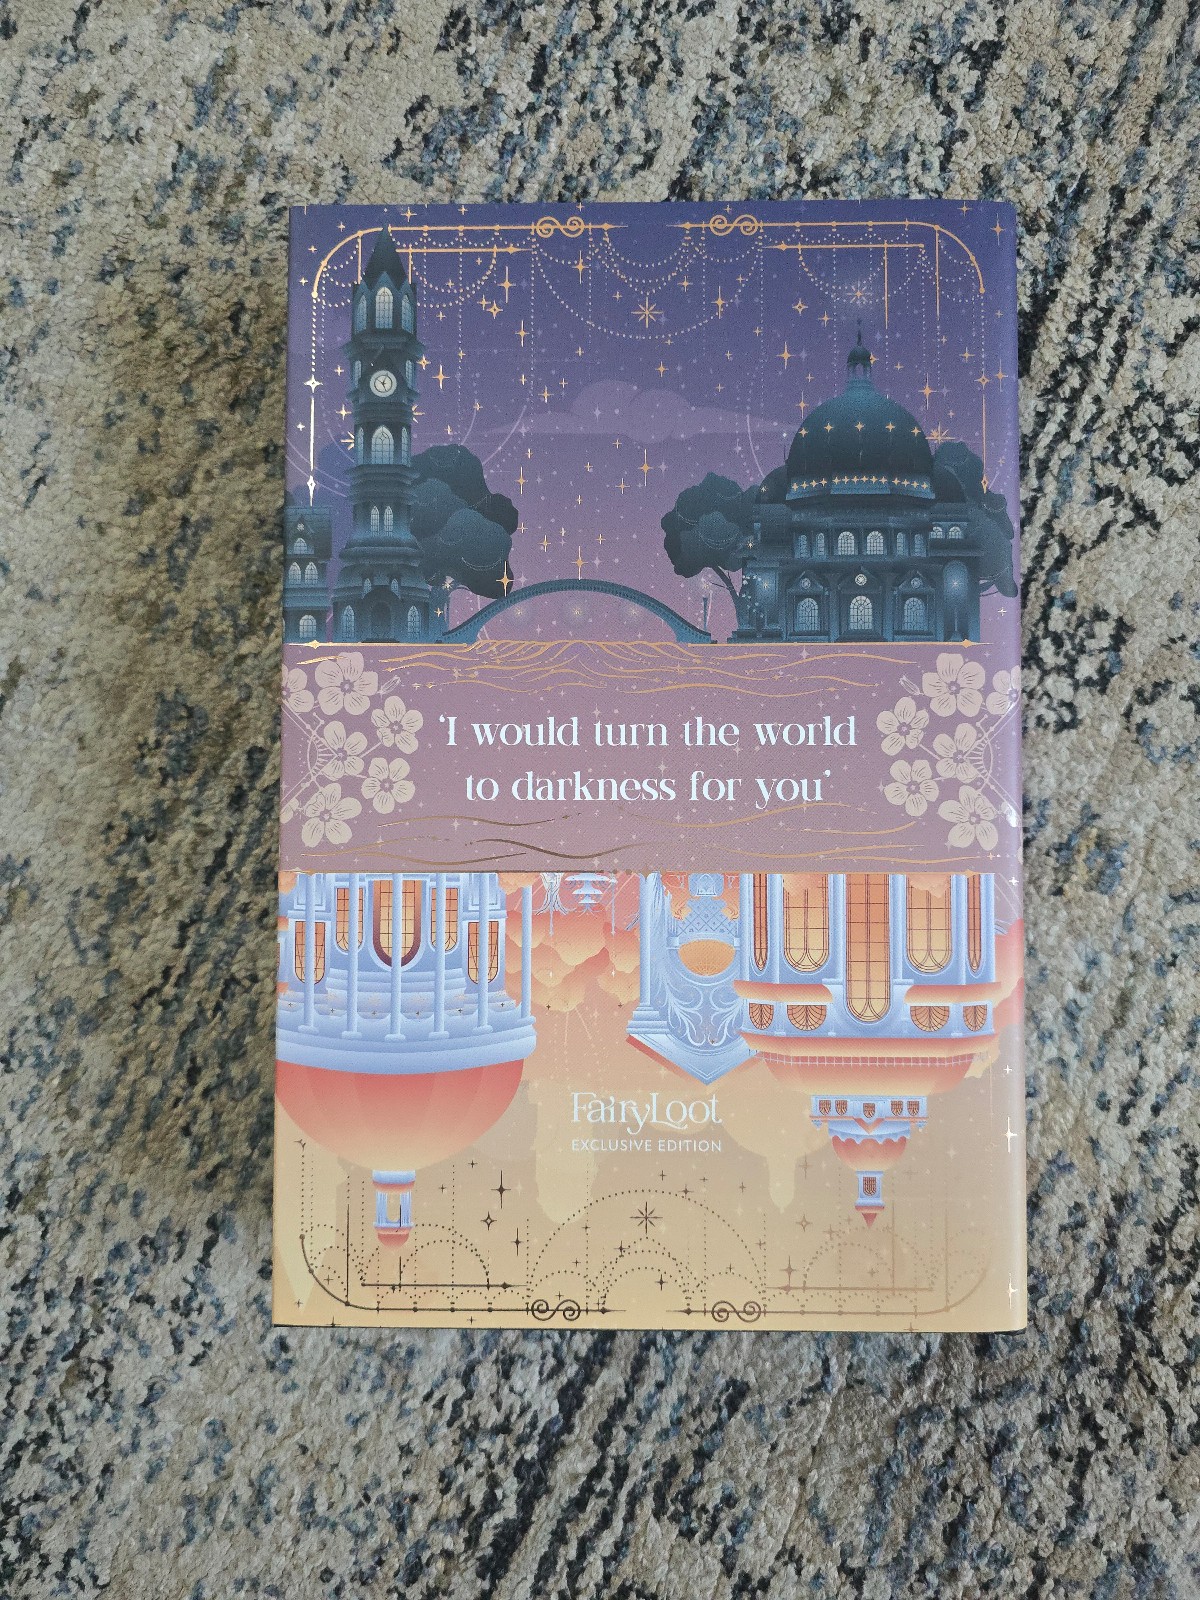 ‘I would turn the world
to darkness for you’
FairyLoot
EXCLUSIVE EDITION